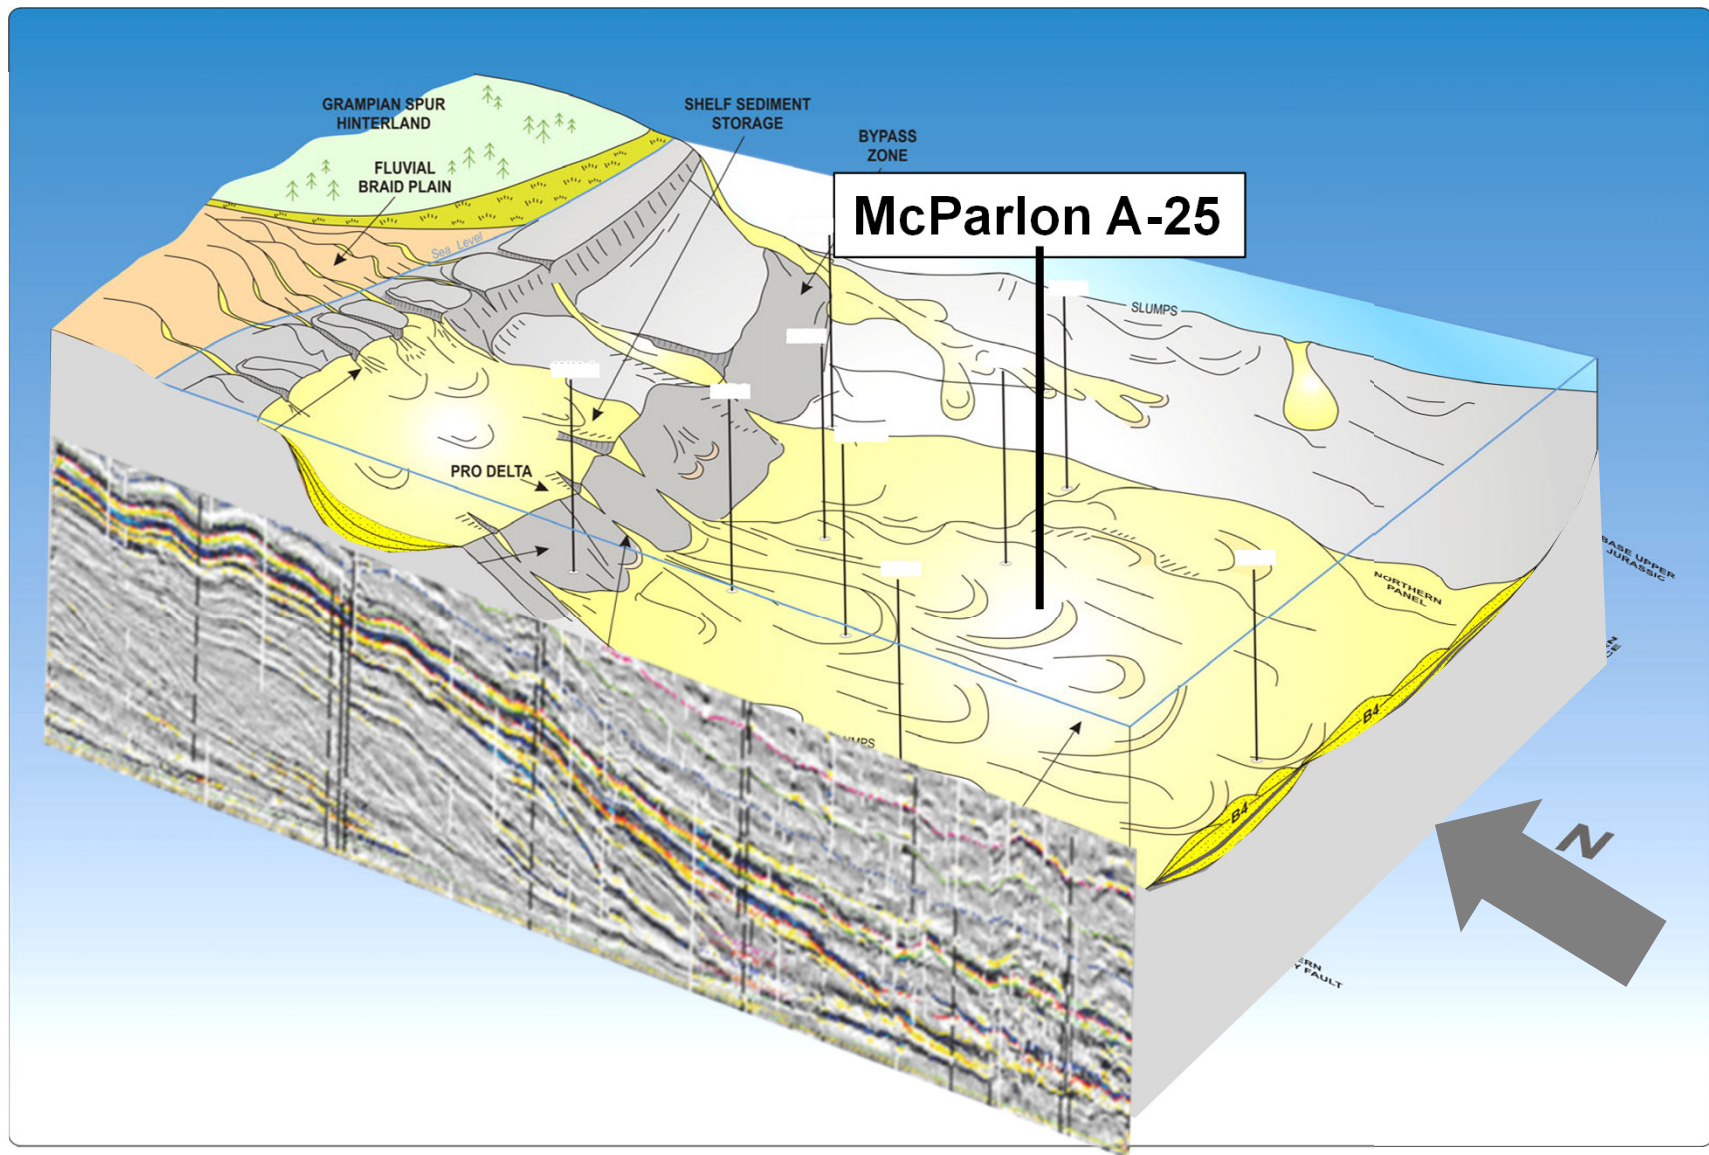 GRAMPIAN SPUR
HINTERLAND
SHELF SEDIMENT
STORAGE
BYPASS
ZONE
FLUVIAL
BRAID PLAIN
McParlon A-25
Sea Level
SLUMPS
PRO DELTA
BASE UPPER
JURASSIC
NORTHERN
PANEL
B4
B4
N
Y FAULT